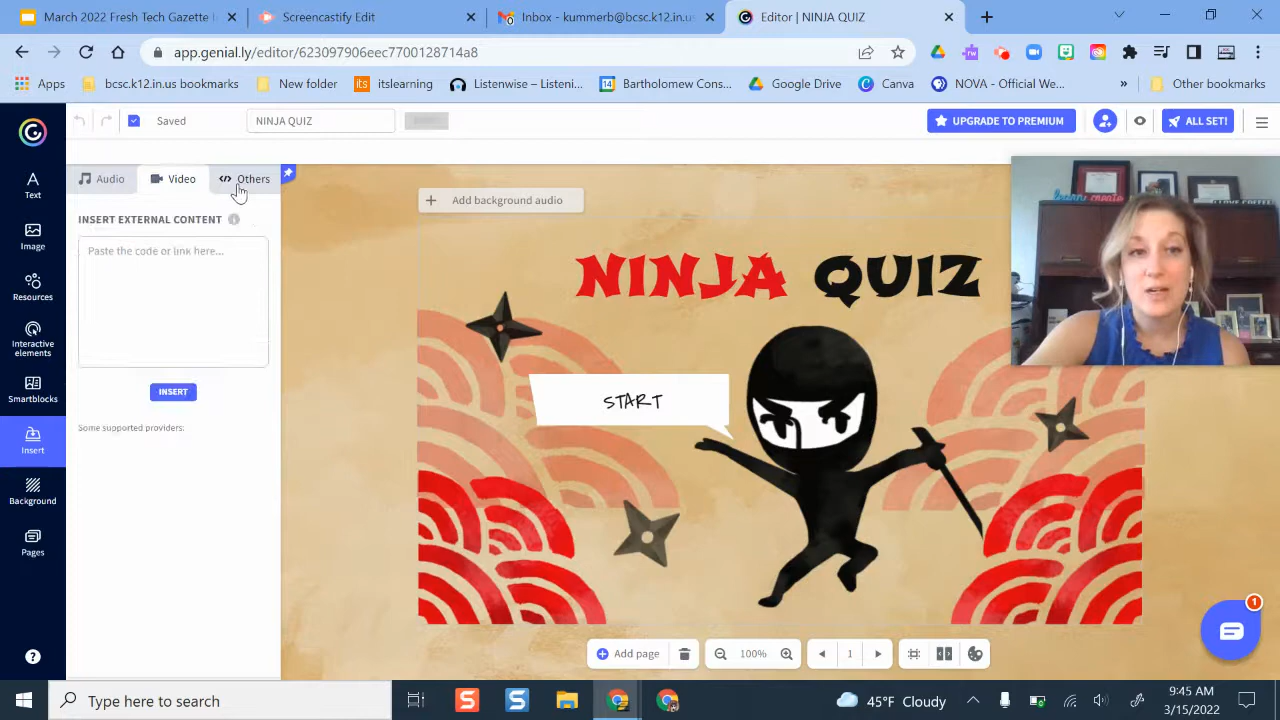 March 2022 Fresh Tech Gazette
Screencastify Edit
Inbox - kummerb@bcsc.k12.in.us
Editor | NINJA QUIZ
app.genial.ly/editor/623097906eec7700128714a8
Apps
bcsc.k12.in.us bookmarks
New folder
its
itslearning
Listenwise – Listeni...
14
Bartholomew Conso...
Google Drive
Canva
NOVA - Official We...
»
Other bookmarks
Saved
NINJA QUIZ
UPGRADE TO PREMIUM
ALL SET!
Audio
Video
Others
Text
Image
Resources
Interactive elements
Smartblocks
Insert
Background
Pages
INSERT EXTERNAL CONTENT
Paste the code or link here...
INSERT
Some supported providers:
Add background audio
NINJA QUIZ
START
Add page
100%
1
1
Type here to search
45°F Cloudy
9:45 AM
3/15/2022